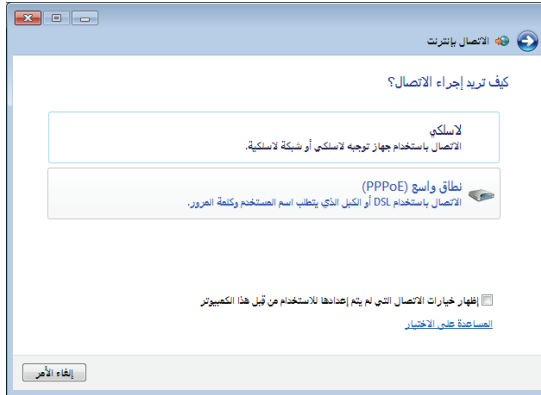 الاتصال بإنترنت
كيف تريد إجراء الاتصال؟
لاسلكي
الاتصال باستخدام جهاز توجيه لاسلكي أو شبكة لاسلكية.
نطاق واسع (PPPoE)
الاتصال باستخدام DSL أو الكبل الذي يتطلب اسم المستخدم وكلمة المرور.
إظهار خيارات الاتصال التي لم يتم إعدادها للاستخدام من قِبل هذا الكمبيوتر
المساعدة على الاختيار
إلغاء الأمر